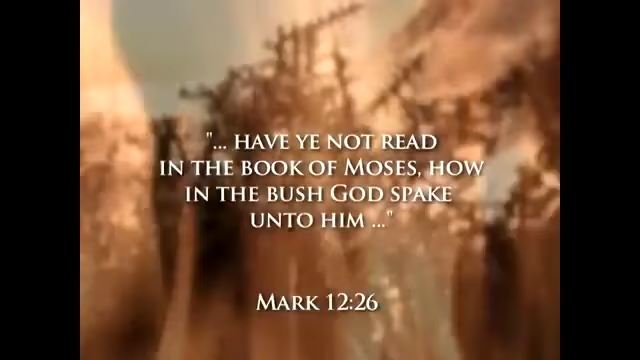 "... HAVE YE NOT READ
IN THE BOOK OF MOSES, HOW
IN THE BUSH GOD SPAKE
UNTO HIM ..."
MARK 12:26